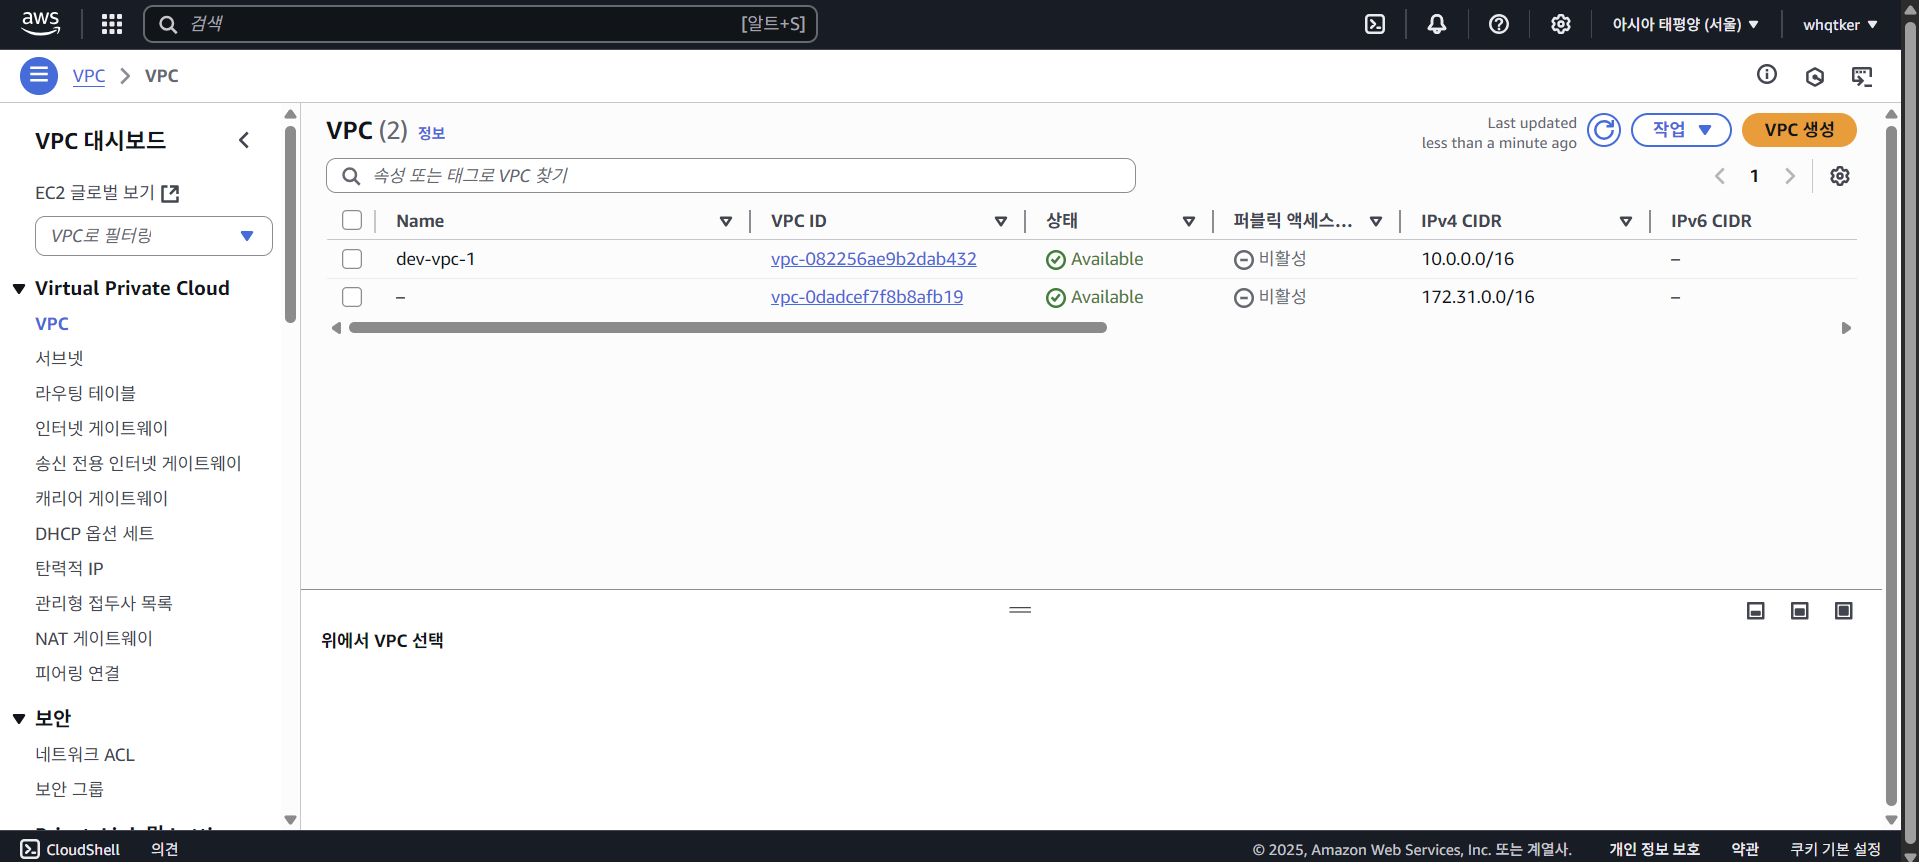 aws
검색 [알트+S]
아시아 태평양 (서울) whqtker
VPC VPC
VPC 대시보드
EC2 글로벌 보기
VPC로 필터링
Virtual Private Cloud
VPC
서브넷
라우팅 테이블
인터넷 게이트웨이
송신 전용 인터넷 게이트웨이
캐리어 게이트웨이
DHCP 옵션 세트
탄력적 IP
관리형 접두사 목록
NAT 게이트웨이
피어링 연결
보안
네트워크 ACL
보안 그룹
VPC (2) 정보
Last updated
less than a minute ago
작업
VPC 생성
속성 또는 태그로 VPC 찾기
1
Name VPC ID 상태 퍼블릭 액세스... IPv4 CIDR IPv6 CIDR
dev-vpc-1 vpc-082256ae9b2dab432 Available 비활성 10.0.0.0/16 –
– vpc-0dadcef7f8b8afb19 Available 비활성 172.31.0.0/16 –
위에서 VPC 선택
CloudShell 의견 © 2025, Amazon Web Services, Inc. 또는 계열사. 개인 정보 보호 약관 쿠키 기본 설정